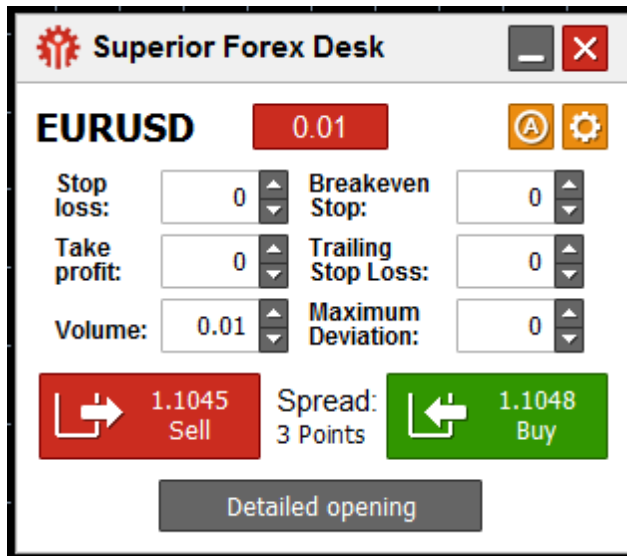 Superior Forex Desk
EURUSD 0.01 A
Stop loss: 0 Breakeven Stop: 0
Take profit: 0 Trailing Stop Loss: 0
Volume: 0.01 Maximum Deviation: 0
1.1045 Spread: 1.1048
Sell 3 Points Buy
Detailed opening